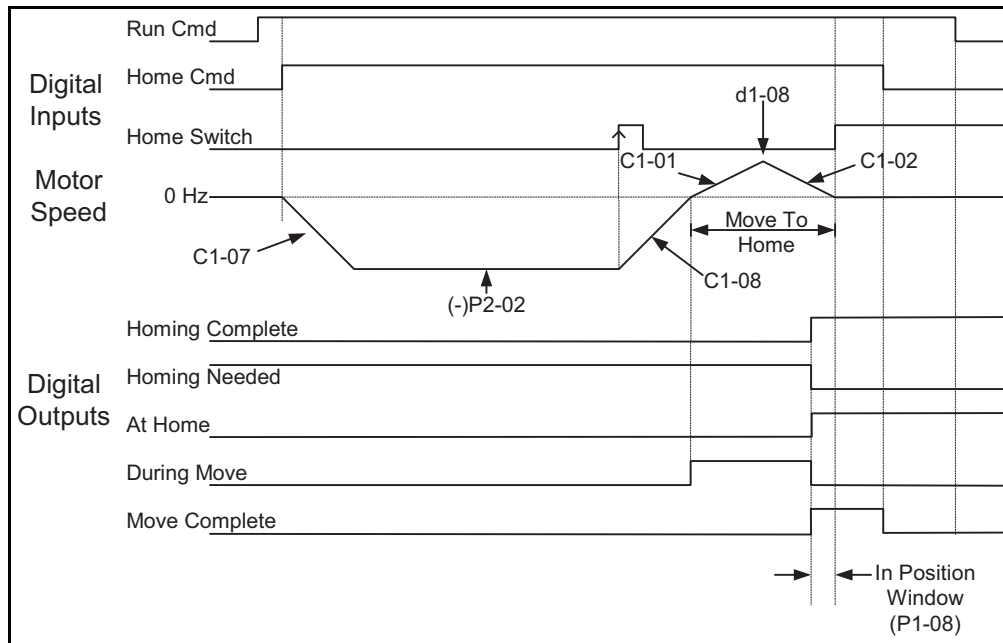 Run Cmd
Digital
Inputs
Home Cmd
d1-08
Home Switch
C1-01
C1-02
Motor
Speed
0 Hz
Move To
Home
C1-07
C1-08
(-)P2-02
Homing Complete
Digital
Outputs
Homing Needed
At Home
During Move
Move Complete
In Position
Window
(P1-08)